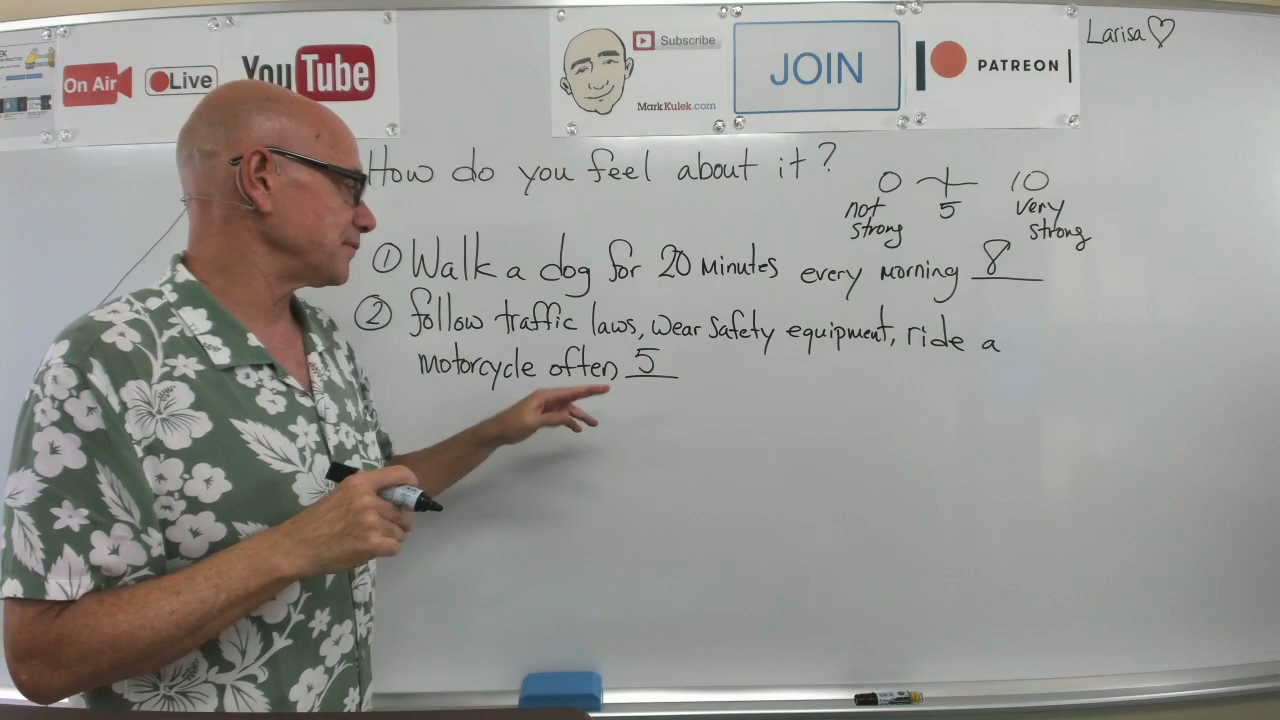 On Air
Live
YouTube
Subscribe
MarkKulek.com
JOIN
PATREON
Larisa♡
How do you feel about it?
0 5 10
not strong
very strong
① Walk a dog for 20 minutes every morning 8
② follow traffic laws, wear safety equipment, ride a
motorcycle often 5